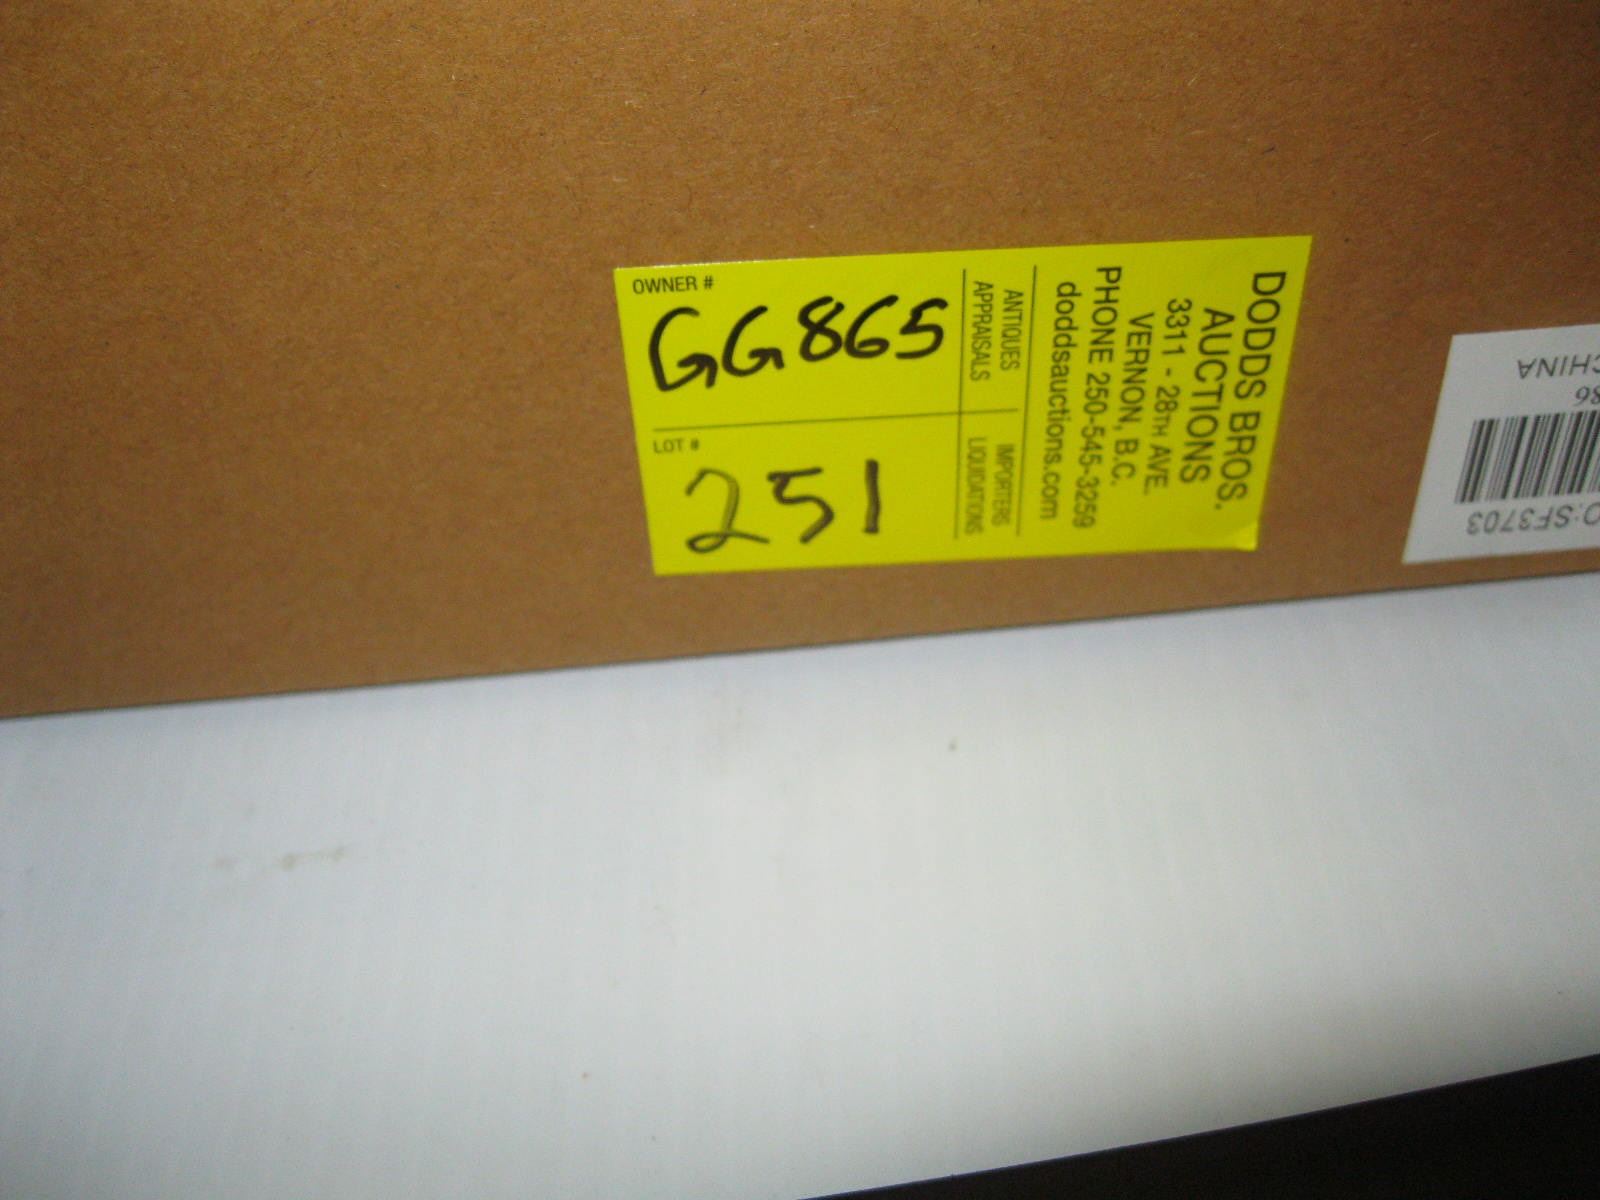 OWNER #
GG865
LOT #
251
ANTIQUES
APPRAISALS
IMPORTERS
LIQUIDATIONS
DODDS BROS.
AUCTIONS
3311 - 28TH AVE.
VERNON, B.C.
PHONE 250-545-3259
doddsauctions.com
CHINA
86
O:SF3703